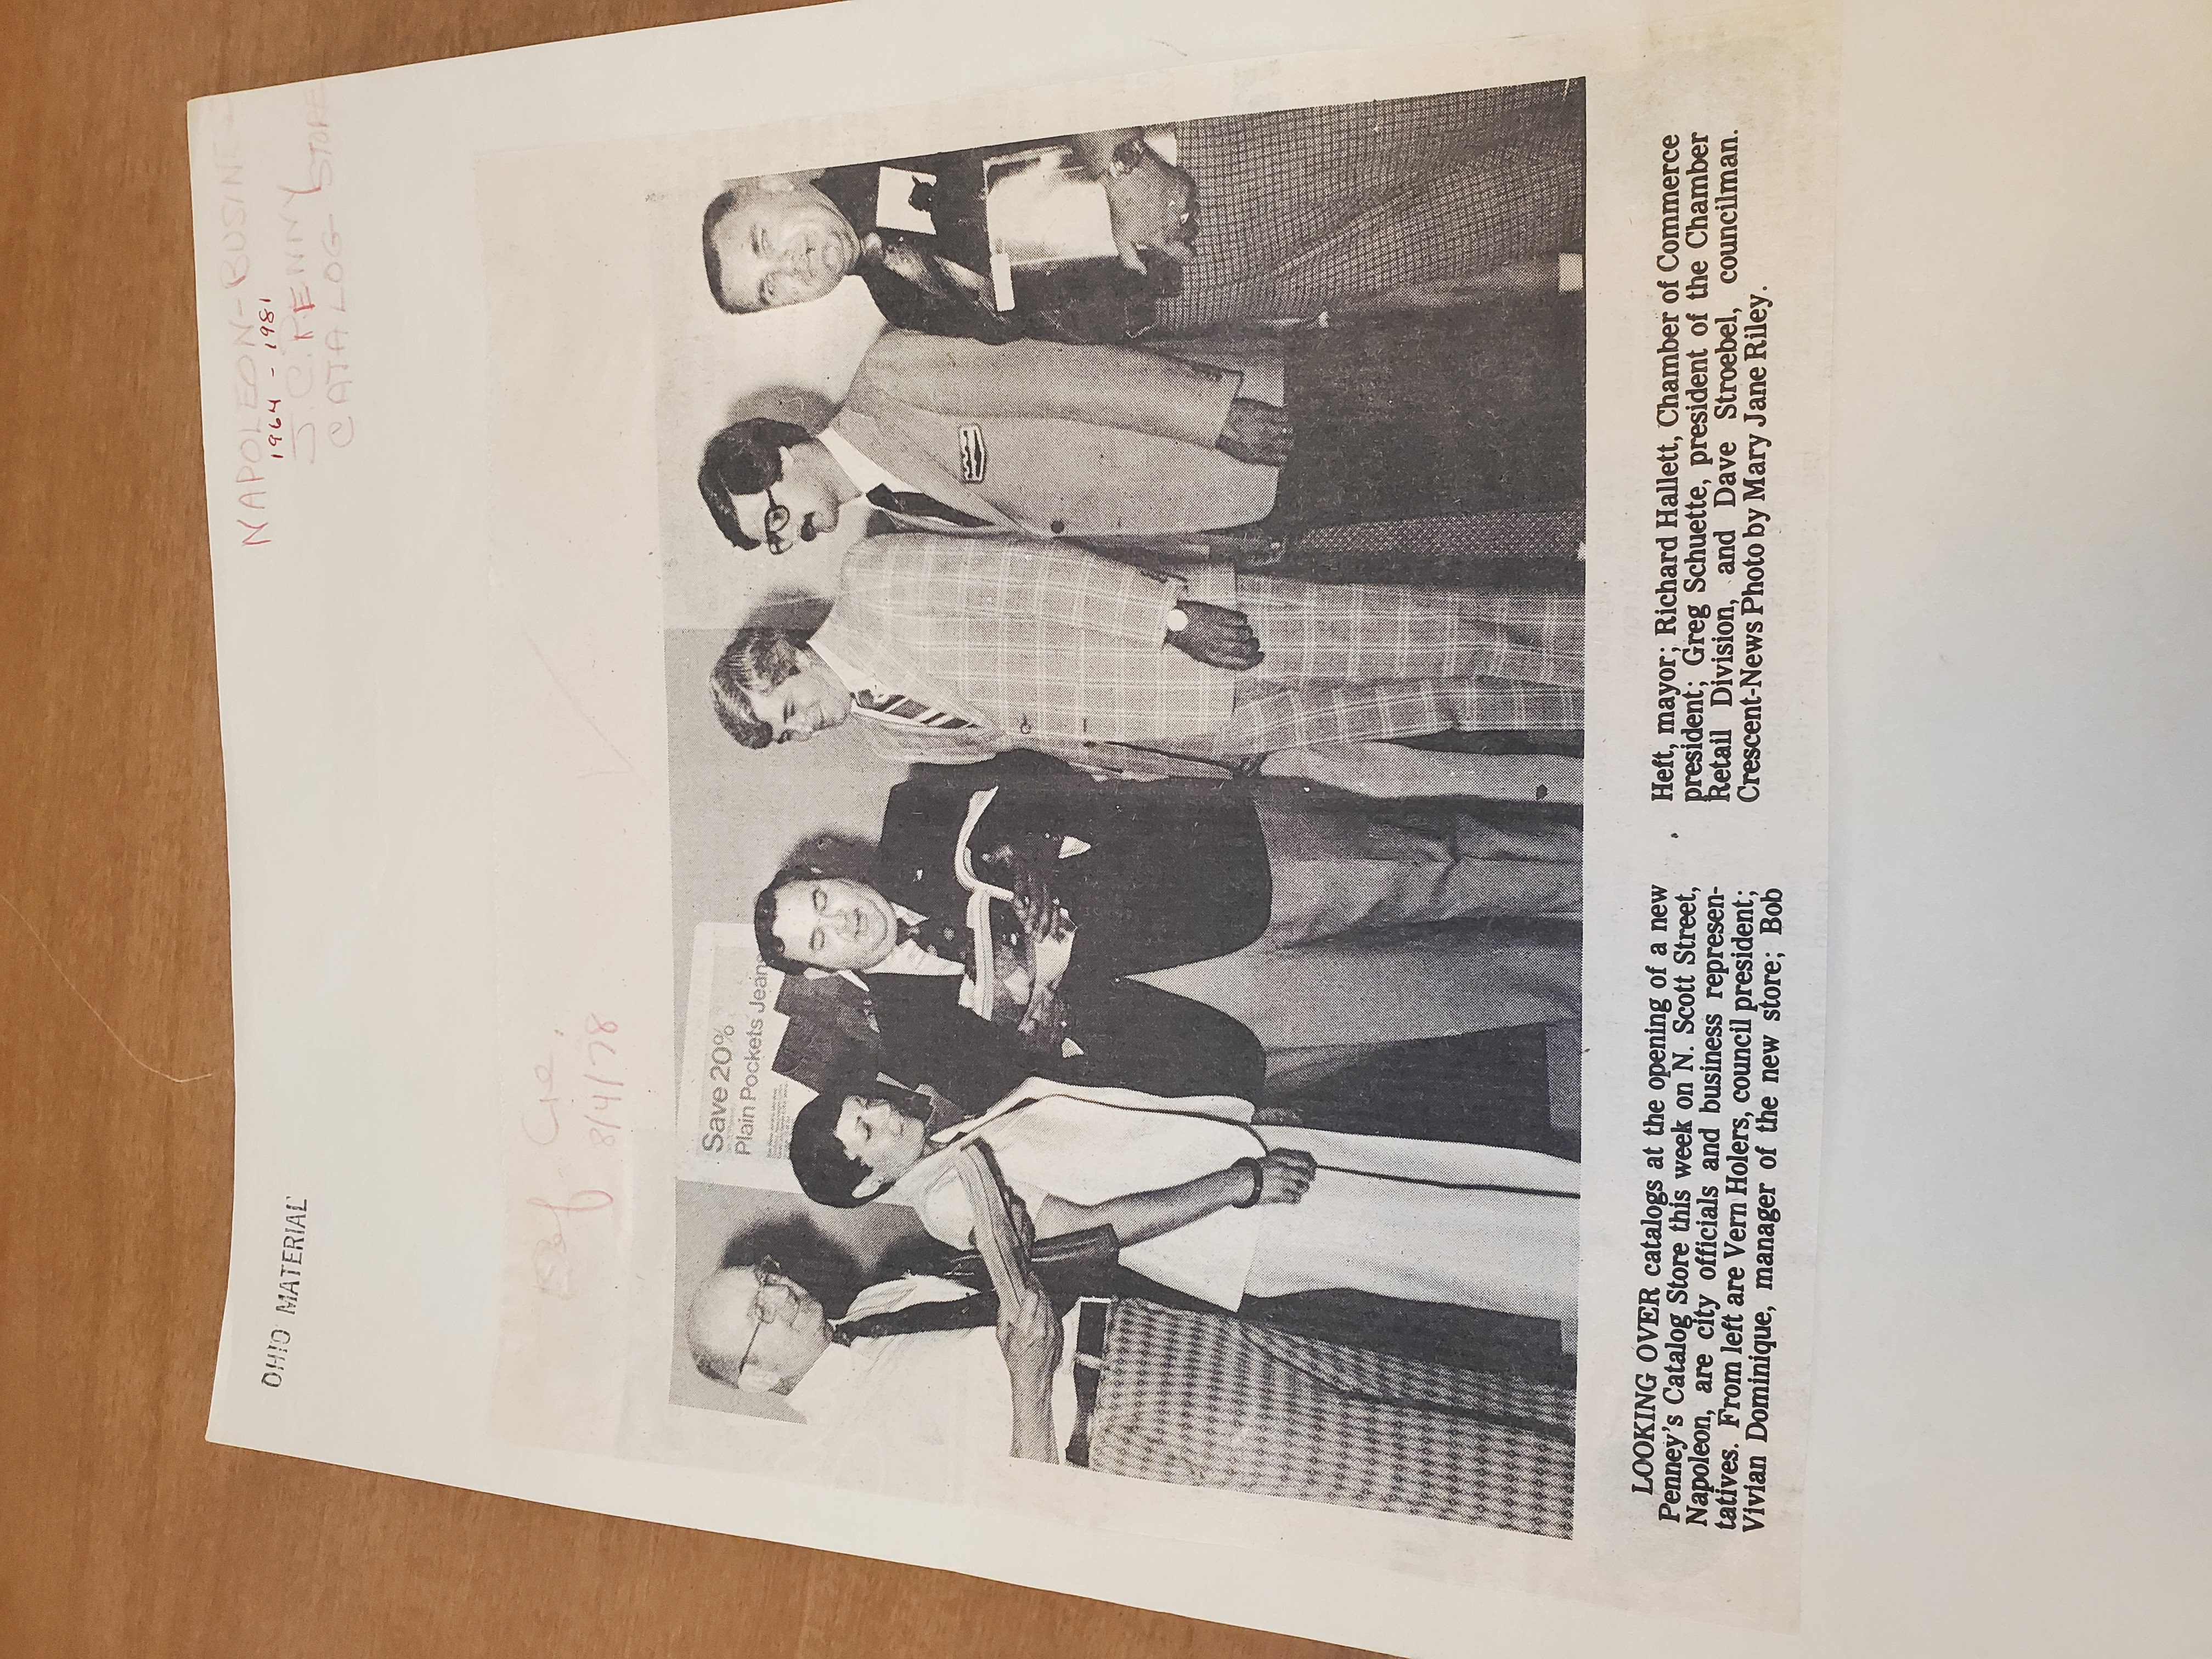 OHIO MATERIAL
NAPOLEON-BUSINE
1964-1981
J.C. PENNY
CATALOG STORE
8/4/78
Save 20%
Plain Pockets Jeans
LOOKING OVER catalogs at the opening of a new
Penney's Catalog Store this week on N. Scott Street,
Napoleon, are city officials and business represen-
tatives. From left are Vern Holers, council president;
Vivian Dominique, manager of the new store; Bob
Heft, mayor; Richard Hallett, Chamber of Commerce
president; Greg Schuette, president of the Chamber
Retail Division, and Dave Stroebel, councilman.
Crescent-News Photo by Mary Jane Riley.